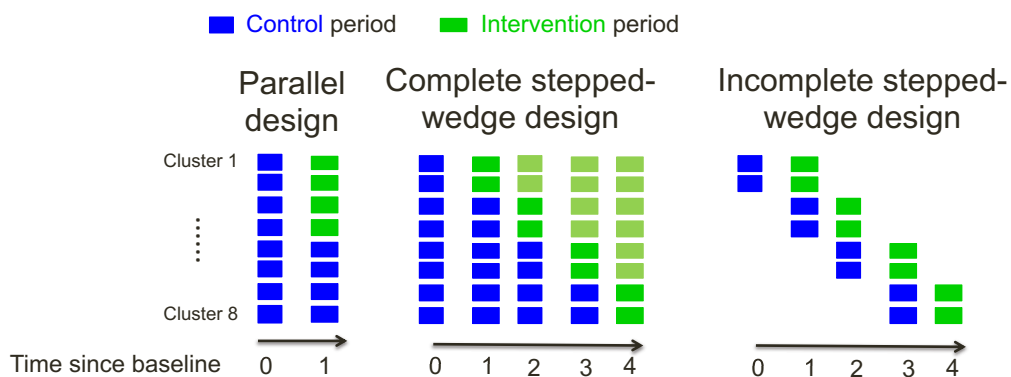 Control period
Intervention period
Parallel
design
Complete stepped-
wedge design
Incomplete stepped-
wedge design
Cluster 1
Cluster 8
Time since baseline
0 1
0 1 2 3 4
0 1 2 3 4